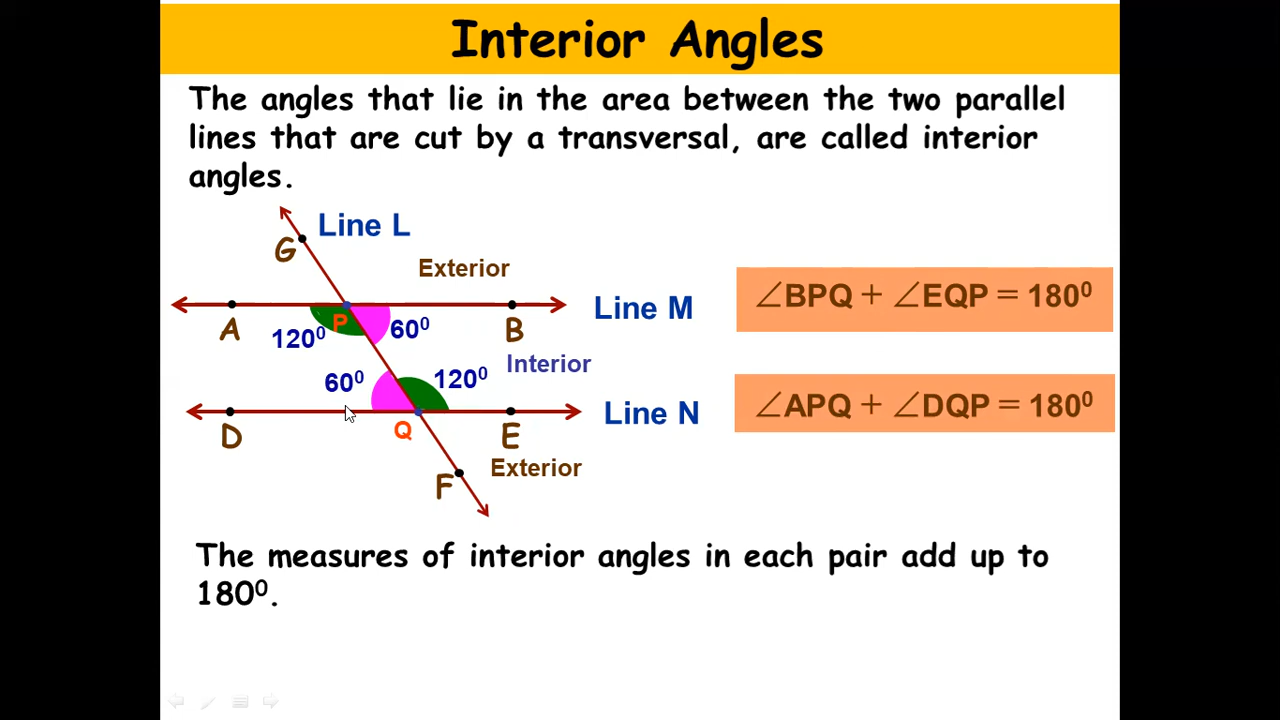 Interior Angles
The angles that lie in the area between the two parallel
lines that are cut by a transversal, are called interior
angles.
Line L
G
Exterior
∠BPQ + ∠EQP = 180⁰
Line M
P
A
120⁰
60⁰
B
Interior
60⁰
120⁰
∠APQ + ∠DQP = 180⁰
Line N
D
Q
E
Exterior
F
The measures of interior angles in each pair add up to
180⁰.